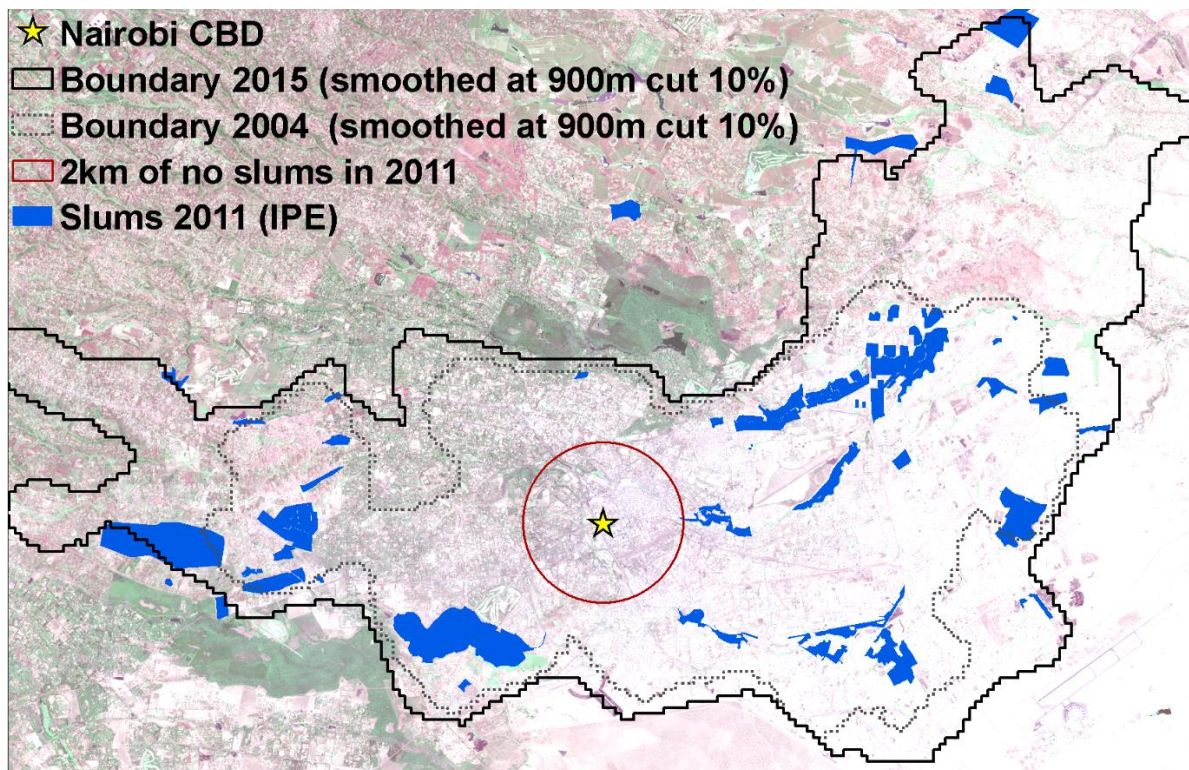 Nairobi CBD
Boundary 2015 (smoothed at 900m cut 10%)
Boundary 2004 (smoothed at 900m cut 10%)
2km of no slums in 2011
Slums 2011 (IPE)